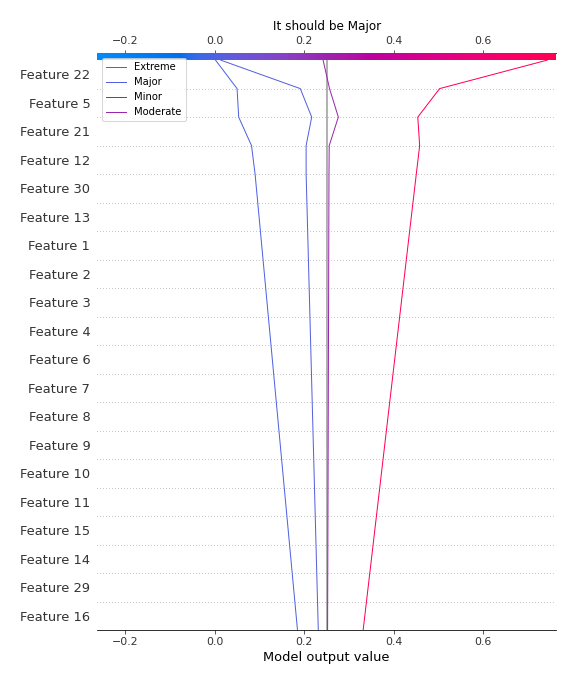 It should be Major
−0.2 0.0 0.2 0.4 0.6
Extreme
Major
Minor
Moderate
Feature 22
Feature 5
Feature 21
Feature 12
Feature 30
Feature 13
Feature 1
Feature 2
Feature 3
Feature 4
Feature 6
Feature 7
Feature 8
Feature 9
Feature 10
Feature 11
Feature 15
Feature 14
Feature 29
Feature 16
−0.2 0.0 0.2 0.4 0.6
Model output value